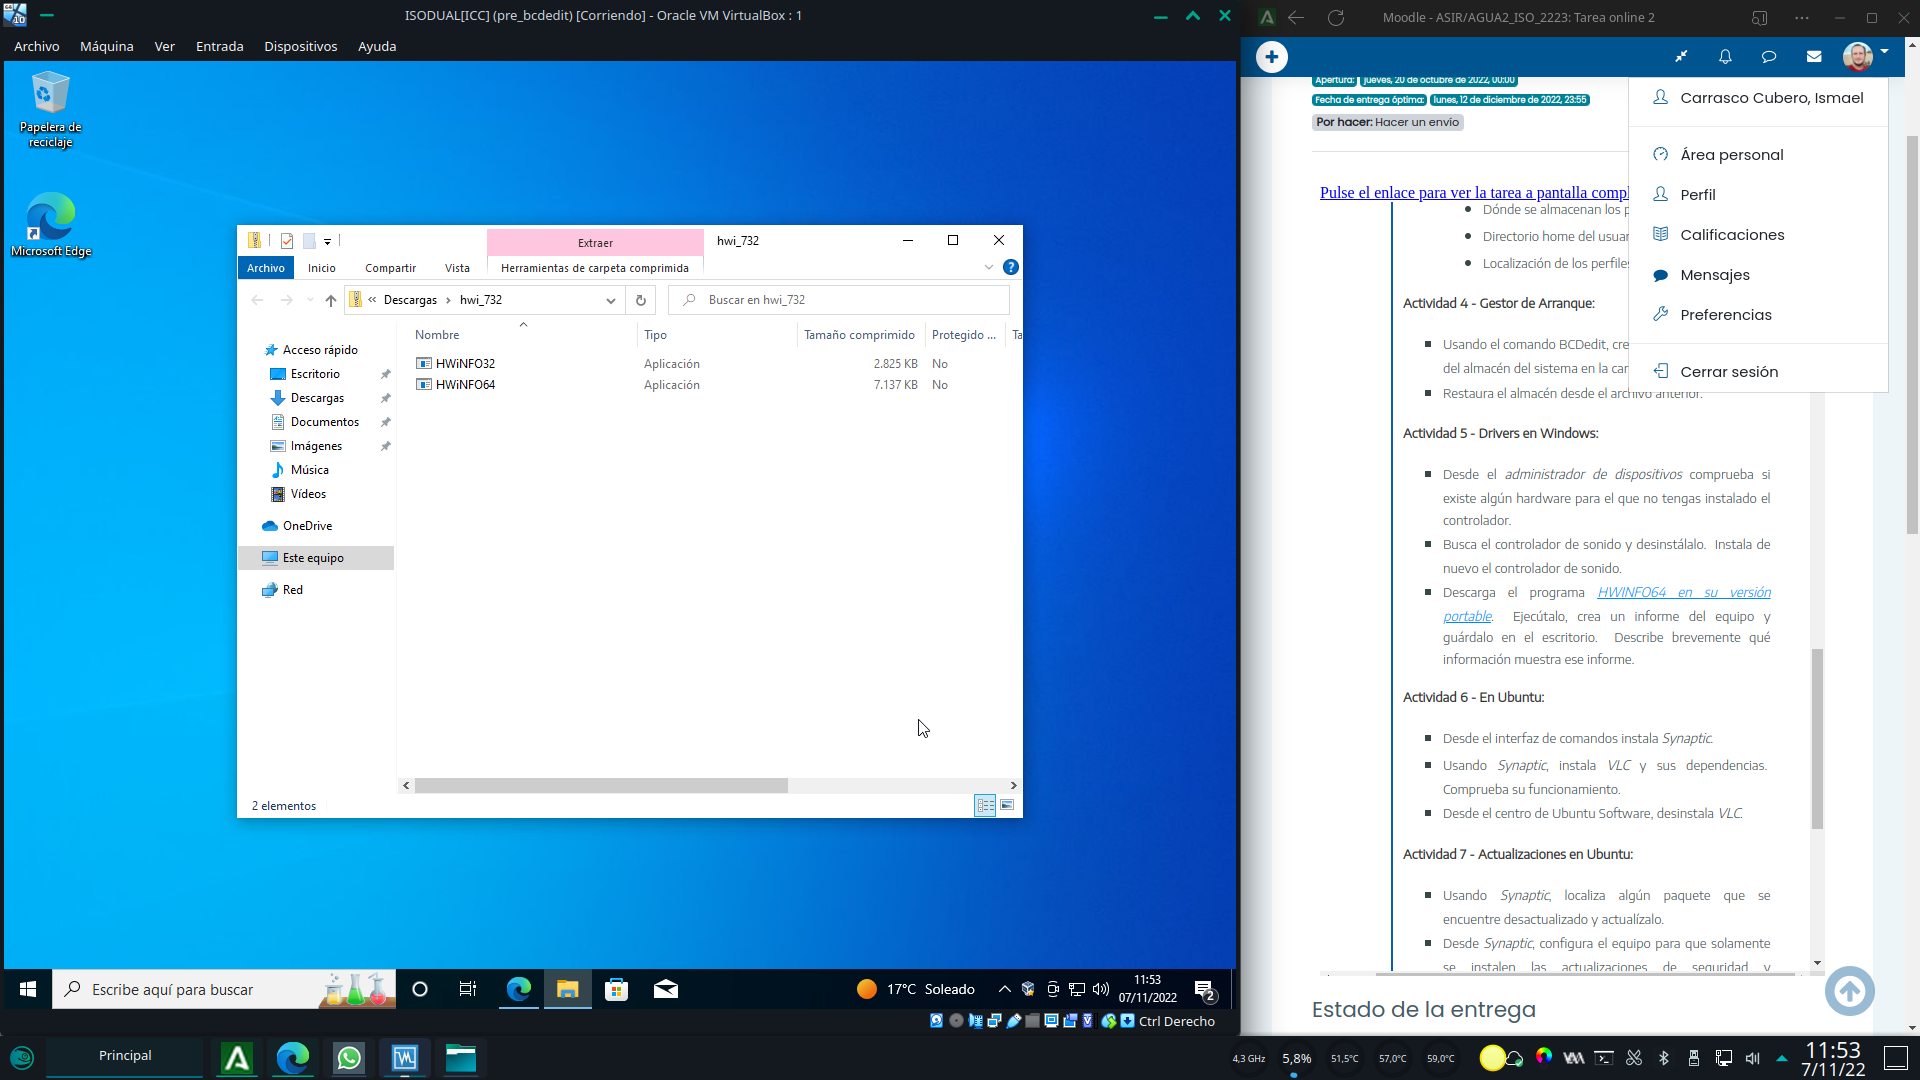 ISODUAL[ICC] (pre_bcdedit) [Corriendo] - Oracle VM VirtualBox : 1
Archivo Máquina Ver Entrada Dispositivos Ayuda
Papelera de
reciclaje
Microsoft Edge
Extraer
hwi_732
Archivo Inicio Compartir Vista Herramientas de carpeta comprimida
Descargas hwi_732
Buscar en hwi_732
Nombre Tipo Tamaño comprimido Protegido ... Ta
HWiNFO32 Aplicación 2.825 KB No
HWiNFO64 Aplicación 7.137 KB No
Acceso rápido
Escritorio
Descargas
Documentos
Imágenes
Música
Vídeos
OneDrive
Este equipo
Red
2 elementos
Escribe aquí para buscar
17°C Soleado
11:53
07/11/2022
2
Ctrl Derecho
Moodle - ASIR/AGUA2_ISO_2223: Tarea online 2
Apertura: jueves, 20 de octubre de 2022, 00:00
Fecha de entrega óptima: lunes, 12 de diciembre de 2022, 23:55
Por hacer: Hacer un envío
Pulse el enlace para ver la tarea a pantalla compl
Dónde se almacenan los p
Directorio home del usuar
Localización de los perfiles
Actividad 4 - Gestor de Arranque:
Usando el comando BCDedit, cre
del almacén del sistema en la car
Restaura el almacén desde el archivo anterior.
Actividad 5 - Drivers en Windows:
Desde el administrador de dispositivos comprueba si
existe algún hardware para el que no tengas instalado el
controlador.
Busca el controlador de sonido y desinstálalo. Instala de
nuevo el controlador de sonido.
Descarga el programa HWINFO64 en su versión
portable. Ejecútalo, crea un informe del equipo y
guárdalo en el escritorio. Describe brevemente qué
información muestra ese informe.
Actividad 6 - En Ubuntu:
Desde el interfaz de comandos instala Synaptic.
Usando Synaptic, instala VLC y sus dependencias.
Comprueba su funcionamiento.
Desde el centro de Ubuntu Software, desinstala VLC.
Actividad 7 - Actualizaciones en Ubuntu:
Usando Synaptic, localiza algún paquete que se
encuentre desactualizado y actualízalo.
Desde Synaptic, configura el equipo para que solamente
se instalen las actualizaciones de seguridad y
Estado de la entrega
Carrasco Cubero, Ismael
Área personal
Perfil
Calificaciones
Mensajes
Preferencias
Cerrar sesión
Principal
4,3 GHz 5,8% 51,5°C 57,0°C 59,0°C
11:53
7/11/22